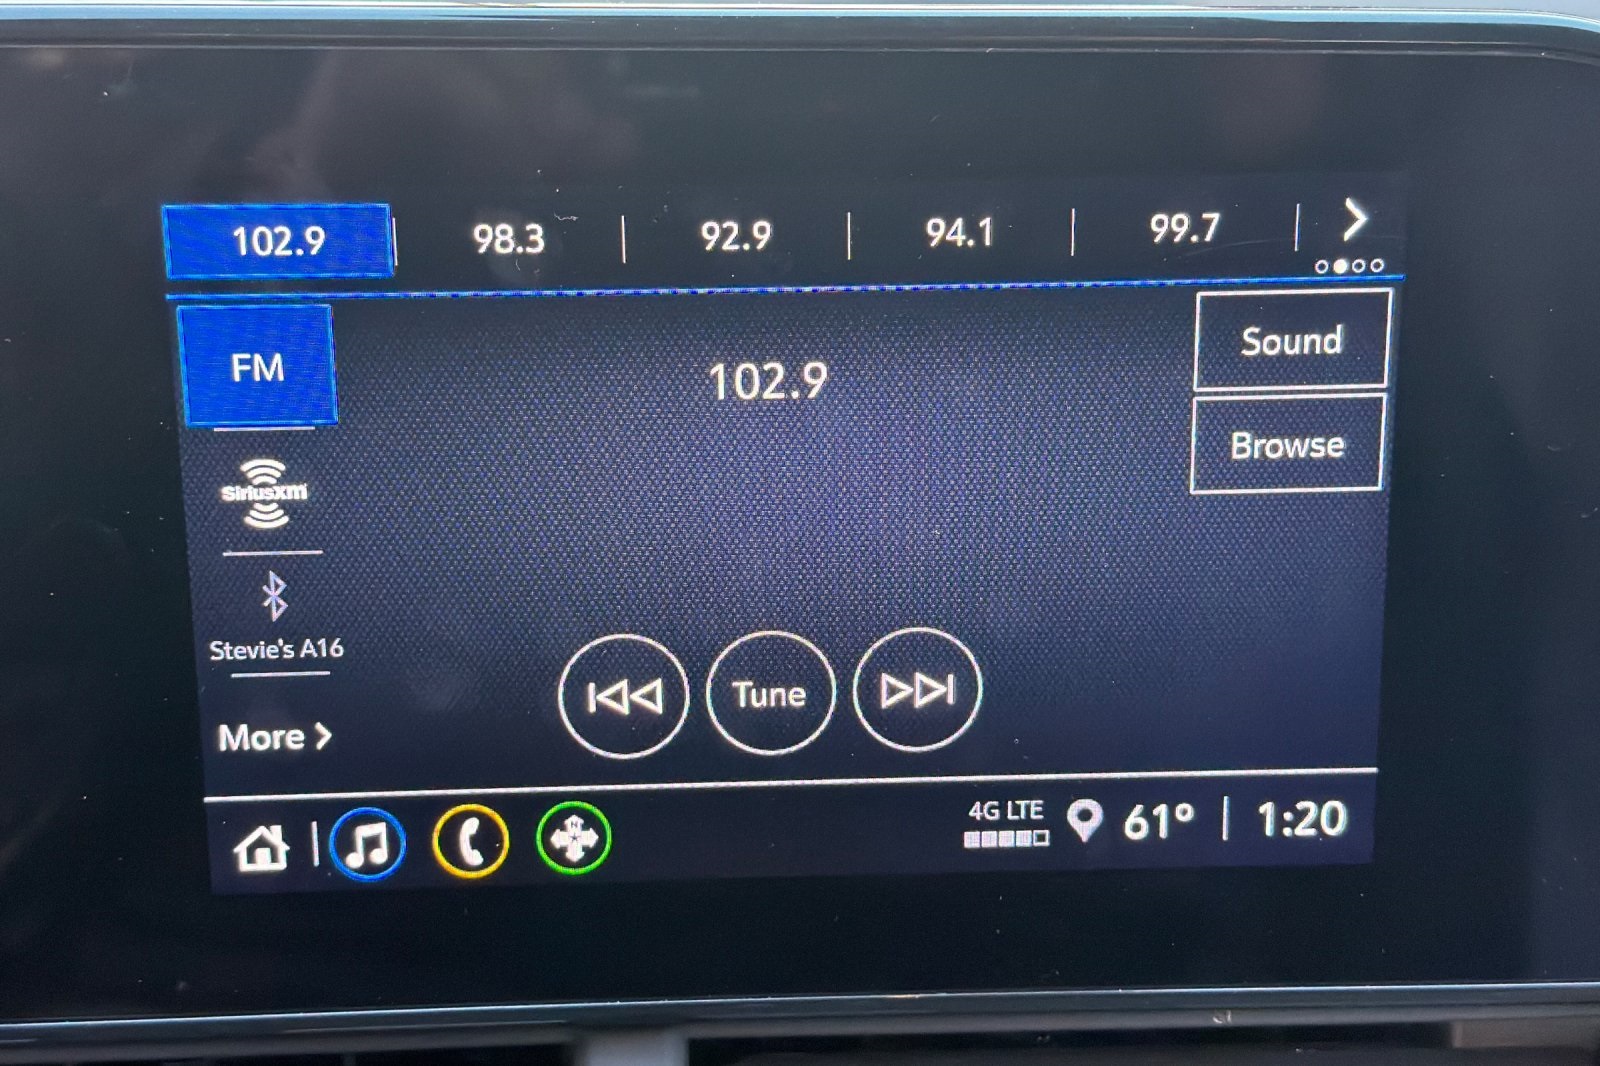 102.9 98.3 92.9 94.1 99.7
FM
102.9
Sound
Browse
SiriusXM
Stevie's A16
More
Tune
4G LTE
N
61° 1:20